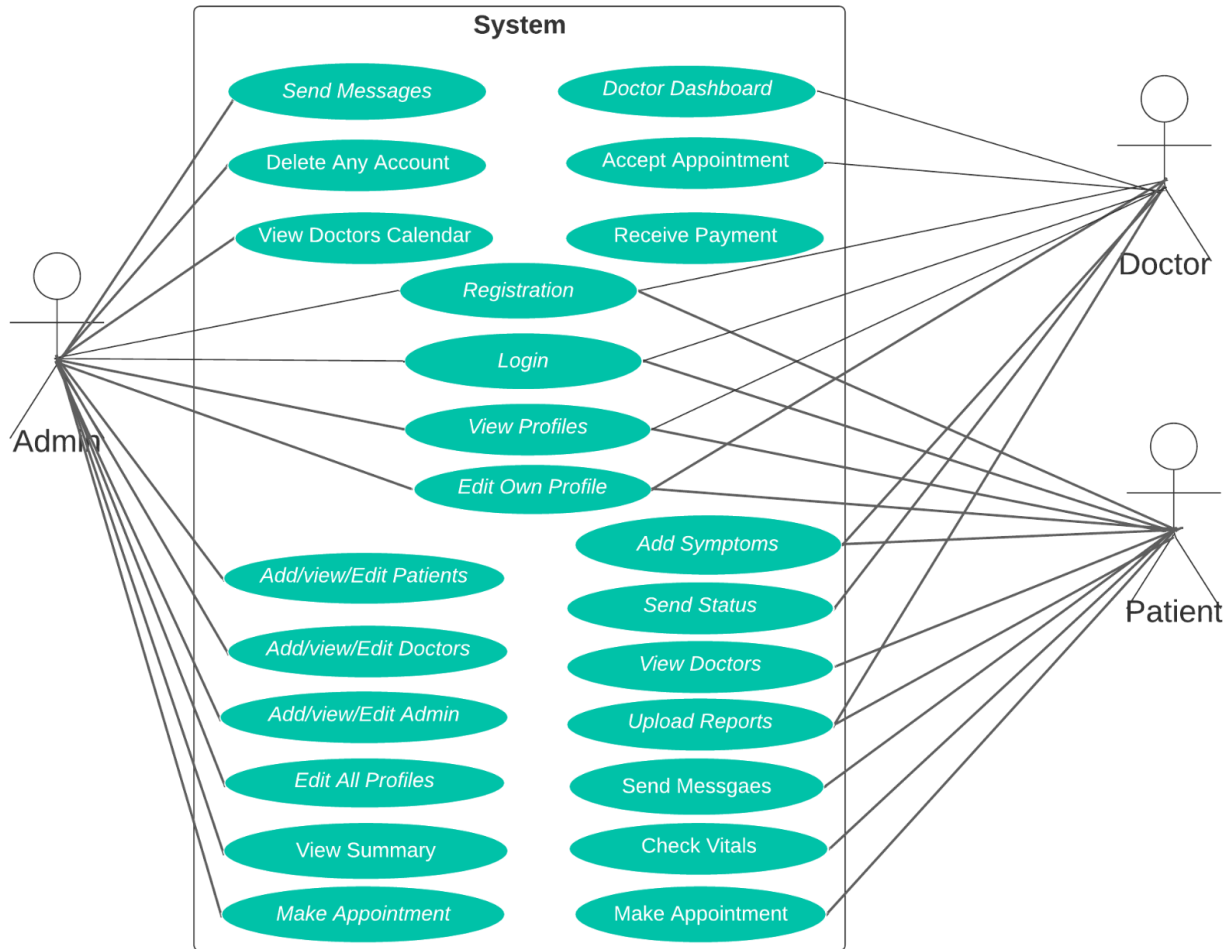 System
Send Messages
Doctor Dashboard
Delete Any Account
Accept Appointment
View Doctors Calendar
Receive Payment
Doctor
Registration
Login
Admin
View Profiles
Edit Own Profile
Add Symptoms
Add/view/Edit Patients
Send Status
Patient
Add/view/Edit Doctors
View Doctors
Add/view/Edit Admin
Upload Reports
Edit All Profiles
Send Messgaes
View Summary
Check Vitals
Make Appointment
Make Appointment